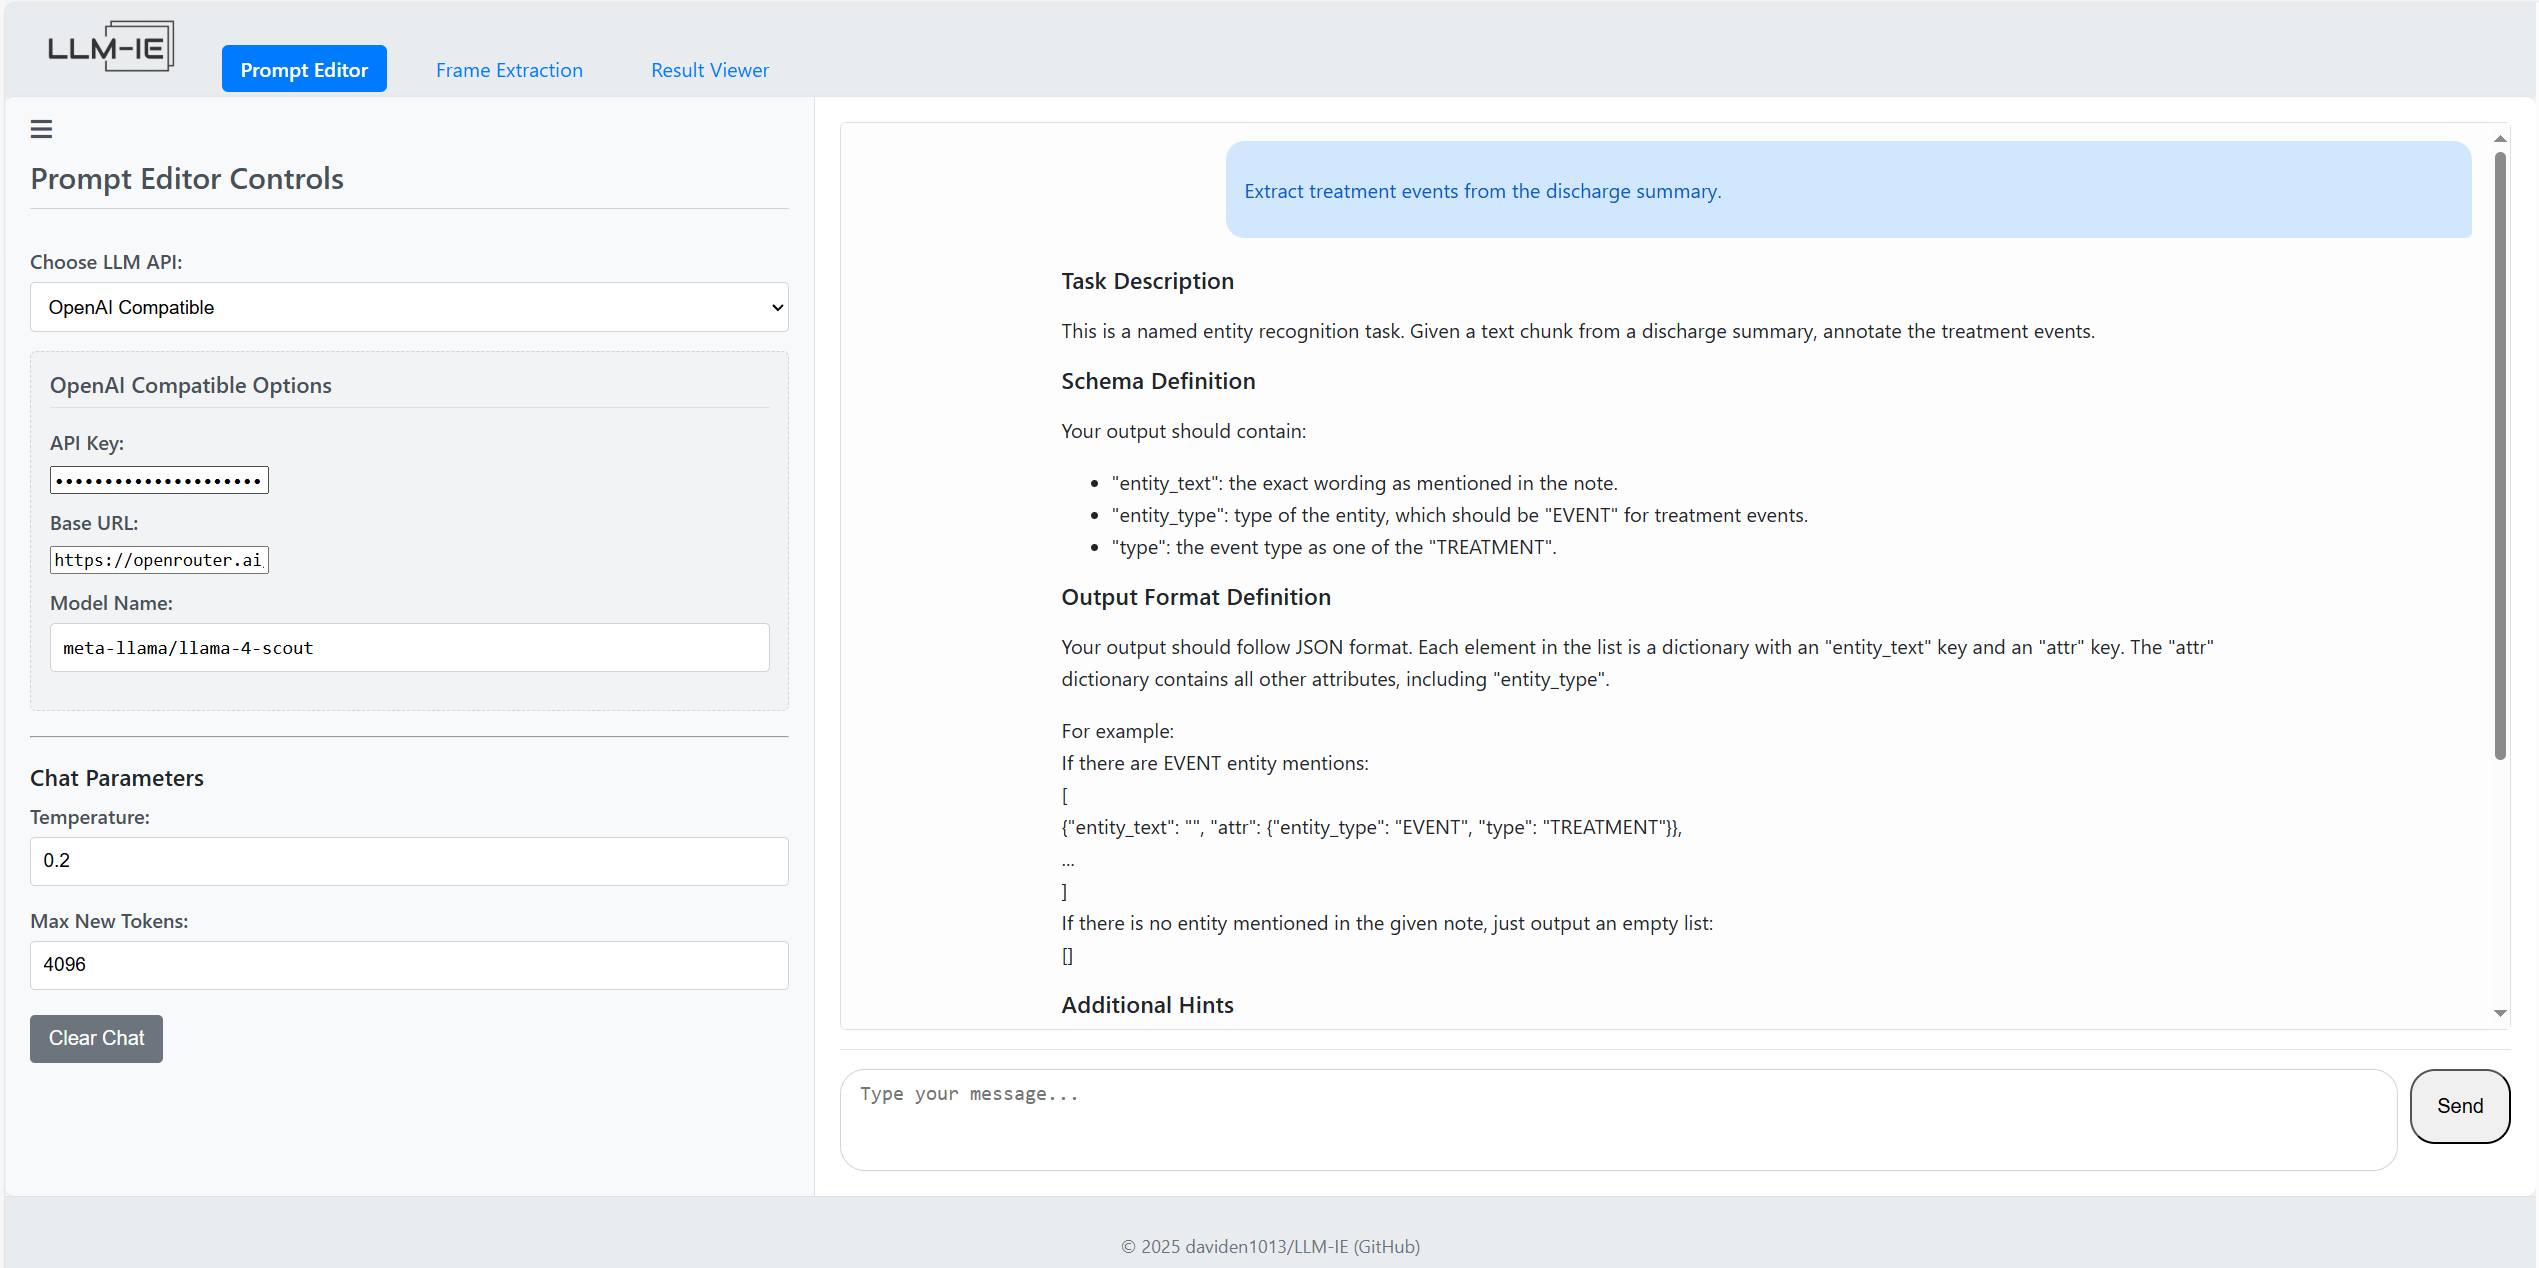 LLM-IE
Prompt Editor
Frame Extraction
Result Viewer
Prompt Editor Controls
Choose LLM API:
OpenAI Compatible
OpenAI Compatible Options
API Key:
••••••••••••••••••••••
Base URL:
https://openrouter.ai
Model Name:
meta-llama/llama-4-scout
Chat Parameters
Temperature:
0.2
Max New Tokens:
4096
Clear Chat
Extract treatment events from the discharge summary.
Task Description
This is a named entity recognition task. Given a text chunk from a discharge summary, annotate the treatment events.
Schema Definition
Your output should contain:
• "entity_text": the exact wording as mentioned in the note.
• "entity_type": type of the entity, which should be "EVENT" for treatment events.
• "type": the event type as one of the "TREATMENT".
Output Format Definition
Your output should follow JSON format. Each element in the list is a dictionary with an "entity_text" key and an "attr" key. The "attr"
dictionary contains all other attributes, including "entity_type".
For example:
If there are EVENT entity mentions:
[
{"entity_text": "", "attr": {"entity_type": "EVENT", "type": "TREATMENT"}},
...
]
If there is no entity mentioned in the given note, just output an empty list:
[]
Additional Hints
Type your message...
Send
© 2025 daviden1013/LLM-IE (GitHub)